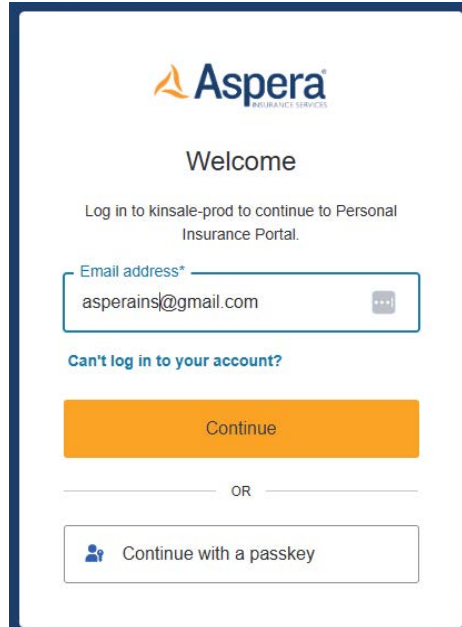 Aspera
INSURANCE SERVICES
Welcome
Log in to kinsale-prod to continue to Personal
Insurance Portal.
Email address*
asperains@gmail.com
Can't log in to your account?
Continue
OR
Continue with a passkey